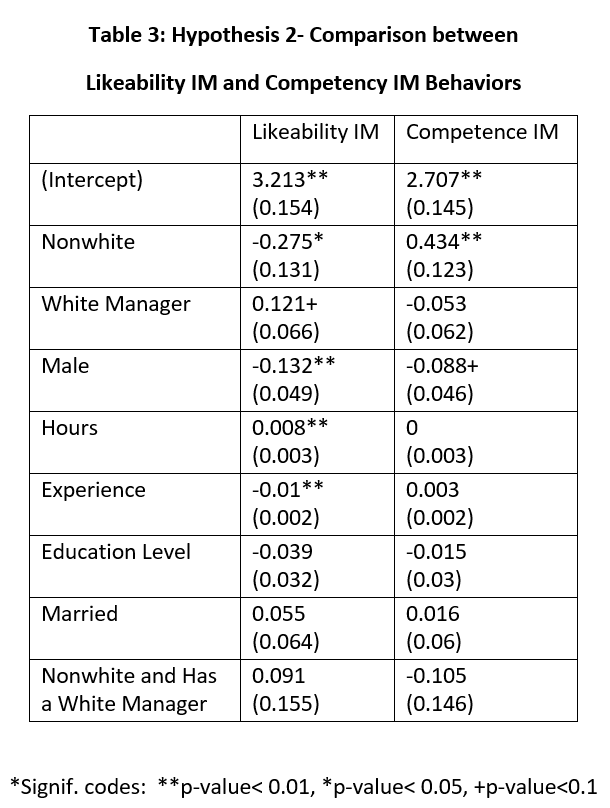 Table 3: Hypothesis 2- Comparison between
Likeability IM and Competency IM Behaviors
Likeability IM Competence IM
(Intercept) 3.213** 2.707**
(0.154) (0.145)
Nonwhite -0.275* 0.434**
(0.131) (0.123)
White Manager 0.121+ -0.053
(0.066) (0.062)
Male -0.132** -0.088+
(0.049) (0.046)
Hours 0.008** 0
(0.003) (0.003)
Experience -0.01** 0.003
(0.002) (0.002)
Education Level -0.039 -0.015
(0.032) (0.03)
Married 0.055 0.016
(0.064) (0.06)
Nonwhite and Has 0.091 -0.105
a White Manager (0.155) (0.146)
*Signif. codes: **p-value< 0.01, *p-value< 0.05, +p-value<0.1